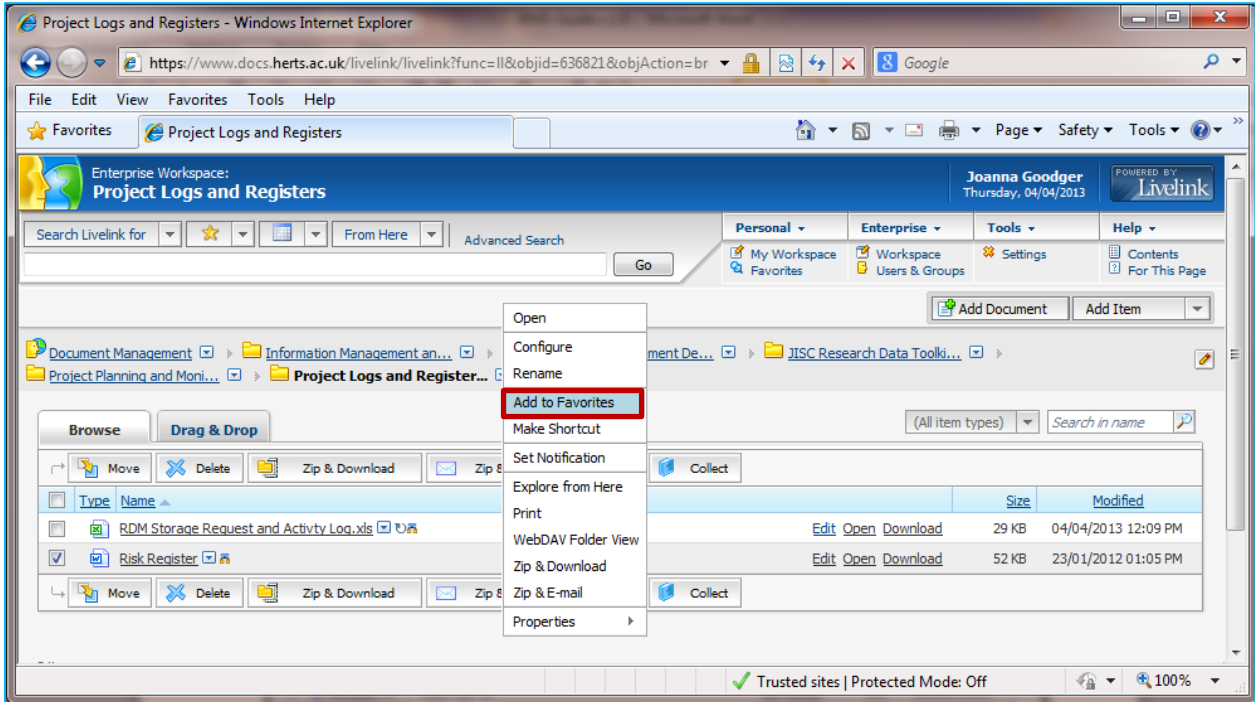 Project Logs and Registers - Windows Internet Explorer
https://www.docs.herts.ac.uk/livelink/livelink?func=ll&objid=636821&objAction=br
Google
File Edit View Favorites Tools Help
Favorites Project Logs and Registers Page Safety Tools
Enterprise Workspace:
Project Logs and Registers
Joanna Goodger
Thursday, 04/04/2013
POWERED BY
Livelink
Search Livelink for From Here Advanced Search
Go
Personal Enterprise Tools Help
My Workspace Workspace Settings Contents
Favorites Users & Groups For This Page
Add Document Add Item
Document Management Information Management an... ment De... JISC Research Data Toolki...
Project Planning and Moni... Project Logs and Register...
Open
Configure
Rename
Add to Favorites
Make Shortcut
Set Notification
Explore from Here
Print
WebDAV Folder View
Zip & Download
Zip & E-mail
Properties
Browse Drag & Drop (All item types) Search in name
Move Delete Zip & Download Zip Collect
Type Name Size Modified
RDM Storage Request and Activty Log.xls Edit Open Download 29 KB 04/04/2013 12:09 PM
Risk Register Edit Open Download 52 KB 23/01/2012 01:05 PM
Move Delete Zip & Download Zip Collect
Trusted sites | Protected Mode: Off 100%